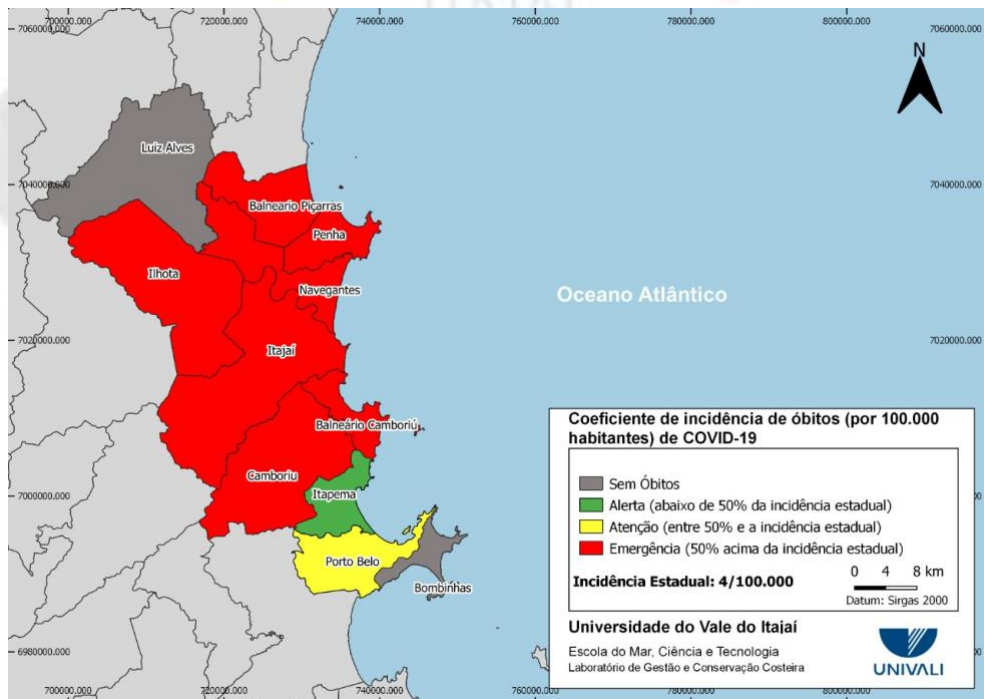 700000.000 720000.000 740000.000 760000.000 780000.000 800000.000
7060000.000 7060000.000
N
Luiz Alves
7040000.000 7040000.000
Balneario Piçarras
Penha
Ilhota
Navegantes
Oceano Atlântico
7020000.000 7020000.000
Itajaí
Balneário Camboriú
Camboriu
7000000.000
Itapema
Porto Belo
Bombinhas
6980000.000
Coeficiente de incidência de óbitos (por 100.000
habitantes) de COVID-19
Sem Óbitos
Alerta (abaixo de 50% da incidência estadual)
Atenção (entre 50% e a incidência estadual)
Emergência (50% acima da incidência estadual)
Incidência Estadual: 4/100.000
0 4 8 km
Datum: Sirgas 2000
Universidade do Vale do Itajaí
Escola do Mar, Ciência e Tecnologia
Laboratório de Gestão e Conservação Costeira
UNIVALI
700000.000 720000.000 740000.000 760000.000 780000.000 800000.000